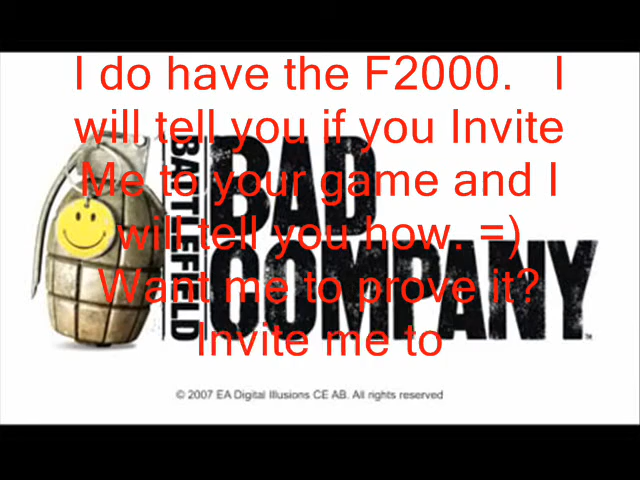 I do have the F2000. I
will tell you if you Invite
Me to your game and I
will tell you how. =)
Want me to prove it?
Invite me to
BATTLEFIELD
BAD
COMPANY
™
© 2007 EA Digital Illusions CE AB. All rights reserved